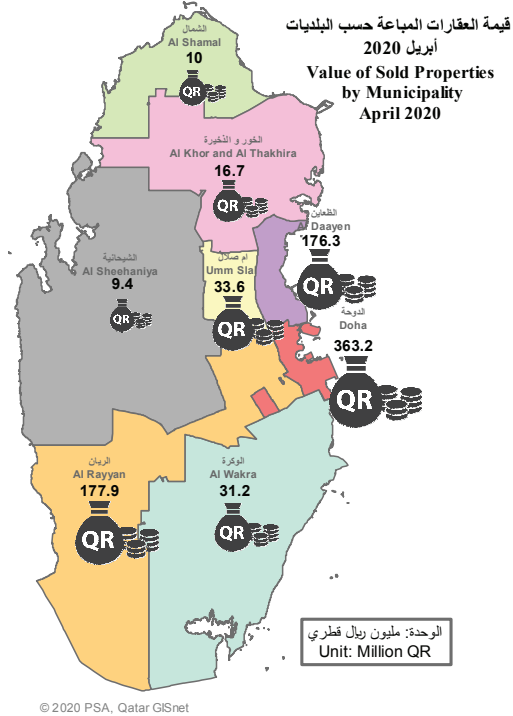 قيمة العقارات المباعة حسب البلديات
أبريل 2020
Value of Sold Properties
by Municipality
April 2020
الشمال
Al Shamal
10
QR
الخور و الذخيرة
Al Khor and Al Thakhira
16.7
QR
الظعاين
Al Daayen
176.3
QR
الشيحانية
Al Sheehaniya
9.4
QR
ام صلال
Umm Slal
33.6
QR
الدوحة
Doha
363.2
QR
الريان
Al Rayyan
177.9
QR
الوكرة
Al Wakra
31.2
QR
الوحدة: مليون ريال قطري
Unit: Million QR
© 2020 PSA, Qatar GISnet